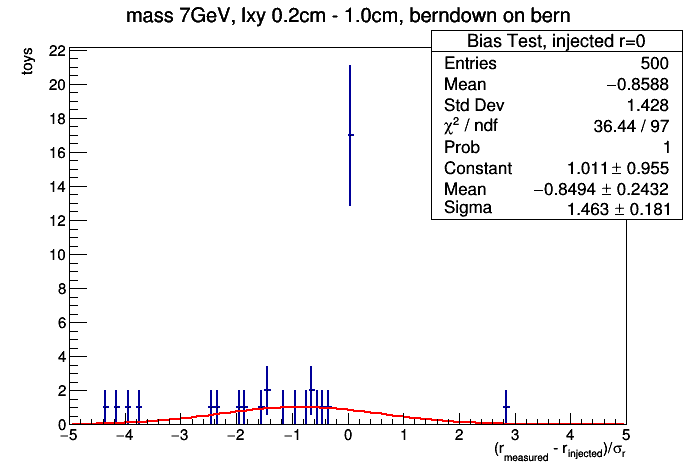 mass 7GeV, lxy 0.2cm - 1.0cm, berndown on bern
Bias Test, injected r=0
Entries 500
Mean −0.8588
Std Dev 1.428
χ² / ndf 36.44 / 97
Prob 1
Constant 1.011 ± 0.955
Mean −0.8494 ± 0.2432
Sigma 1.463 ± 0.181
toys
22
20
18
16
14
12
10
8
6
4
2
0
−5 −4 −3 −2 −1 0 1 2 3 4 5
(r_measured - r_injected)/σ_r